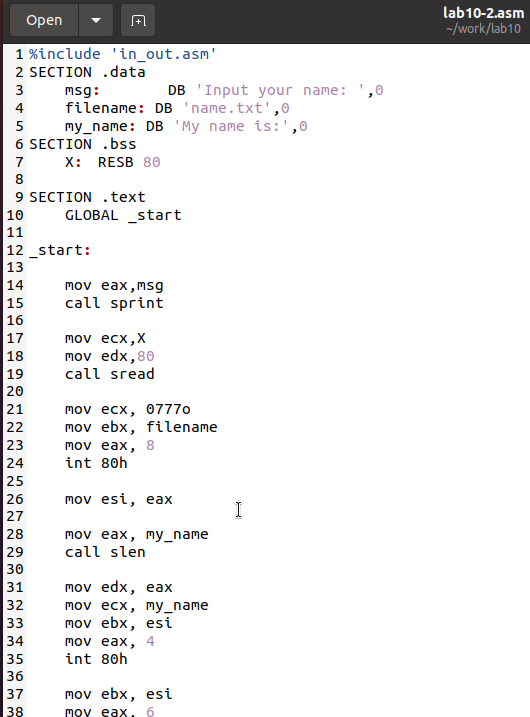 Open
lab10-2.asm
~/work/lab10
1 %include 'in_out.asm'
2 SECTION .data
3     msg:        DB 'Input your name: ',0
4     filename: DB 'name.txt',0
5     my_name: DB 'My name is:',0
6 SECTION .bss
7     X:  RESB 80
8
9 SECTION .text
10     GLOBAL _start
11
12 _start:
13
14     mov eax,msg
15     call sprint
16
17     mov ecx,X
18     mov edx,80
19     call sread
20
21     mov ecx, 0777o
22     mov ebx, filename
23     mov eax, 8
24     int 80h
25
26     mov esi, eax
27
28     mov eax, my_name
29     call slen
30
31     mov edx, eax
32     mov ecx, my_name
33     mov ebx, esi
34     mov eax, 4
35     int 80h
36
37     mov ebx, esi
38     mov eax, 6